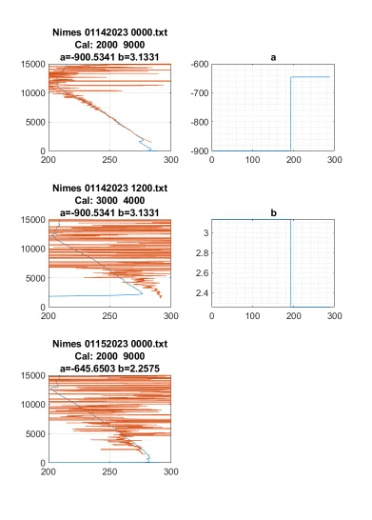 Nimes 01142023 0000.txt
Cal: 2000 9000
a=-900.5341 b=3.1331
15000
10000
5000
0
200 250 300
a
-600
-700
-800
-900
0 100 200 300
Nimes 01142023 1200.txt
Cal: 3000 4000
a=-900.5341 b=3.1331
15000
10000
5000
0
200 250 300
b
3
2.8
2.6
2.4
0 100 200 300
Nimes 01152023 0000.txt
Cal: 2000 9000
a=-645.6503 b=2.2575
15000
10000
5000
0
200 250 300